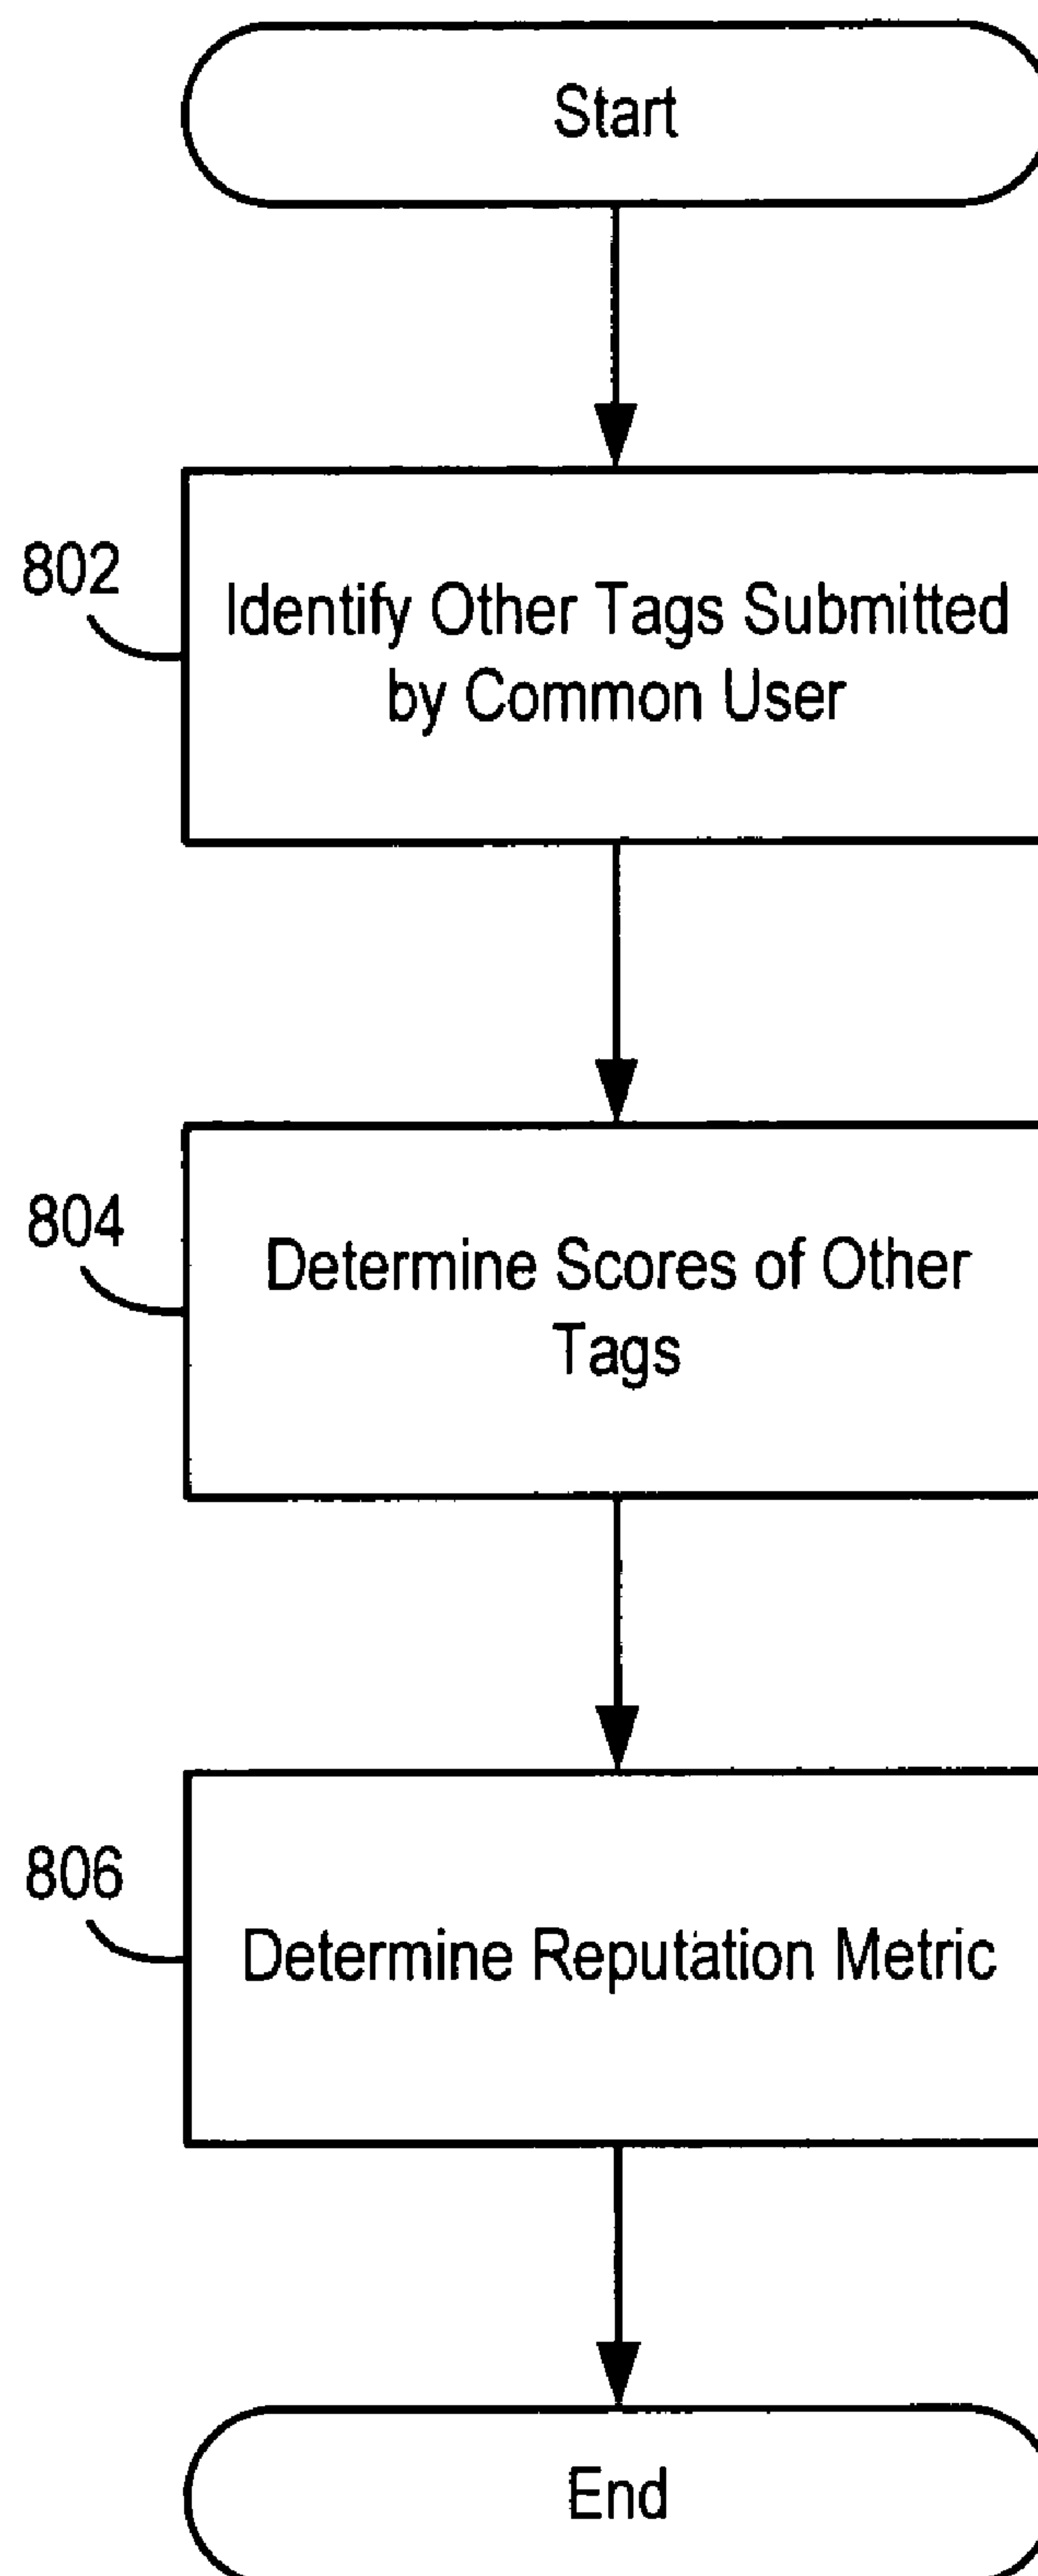 Start
802
Identify Other Tags Submitted
by Common User
804
Determine Scores of Other
Tags
806
Determine Reputation Metric
End